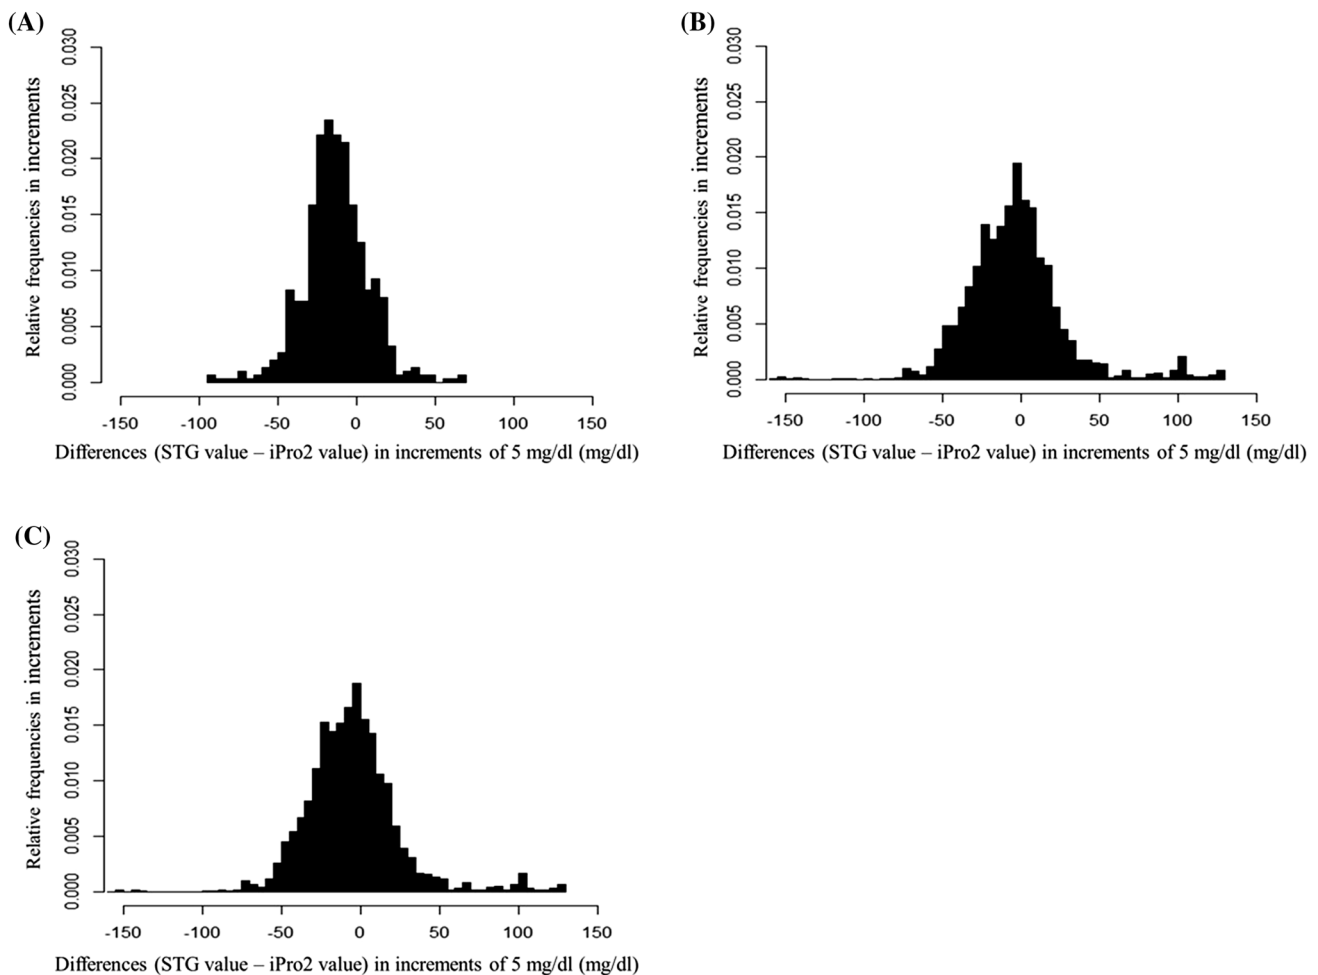 (A)
Relative frequencies in increments
0.000 0.005 0.010 0.015 0.020 0.025 0.030
-150 -100 -50 0 50 100 150
Differences (STG value – iPro2 value) in increments of 5 mg/dl (mg/dl)
(B)
Relative frequencies in increments
0.000 0.005 0.010 0.015 0.020 0.025 0.030
-150 -100 -50 0 50 100 150
Differences (STG value – iPro2 value) in increments of 5 mg/dl (mg/dl)
(C)
Relative frequencies in increments
0.000 0.005 0.010 0.015 0.020 0.025 0.030
-150 -100 -50 0 50 100 150
Differences (STG value – iPro2 value) in increments of 5 mg/dl (mg/dl)